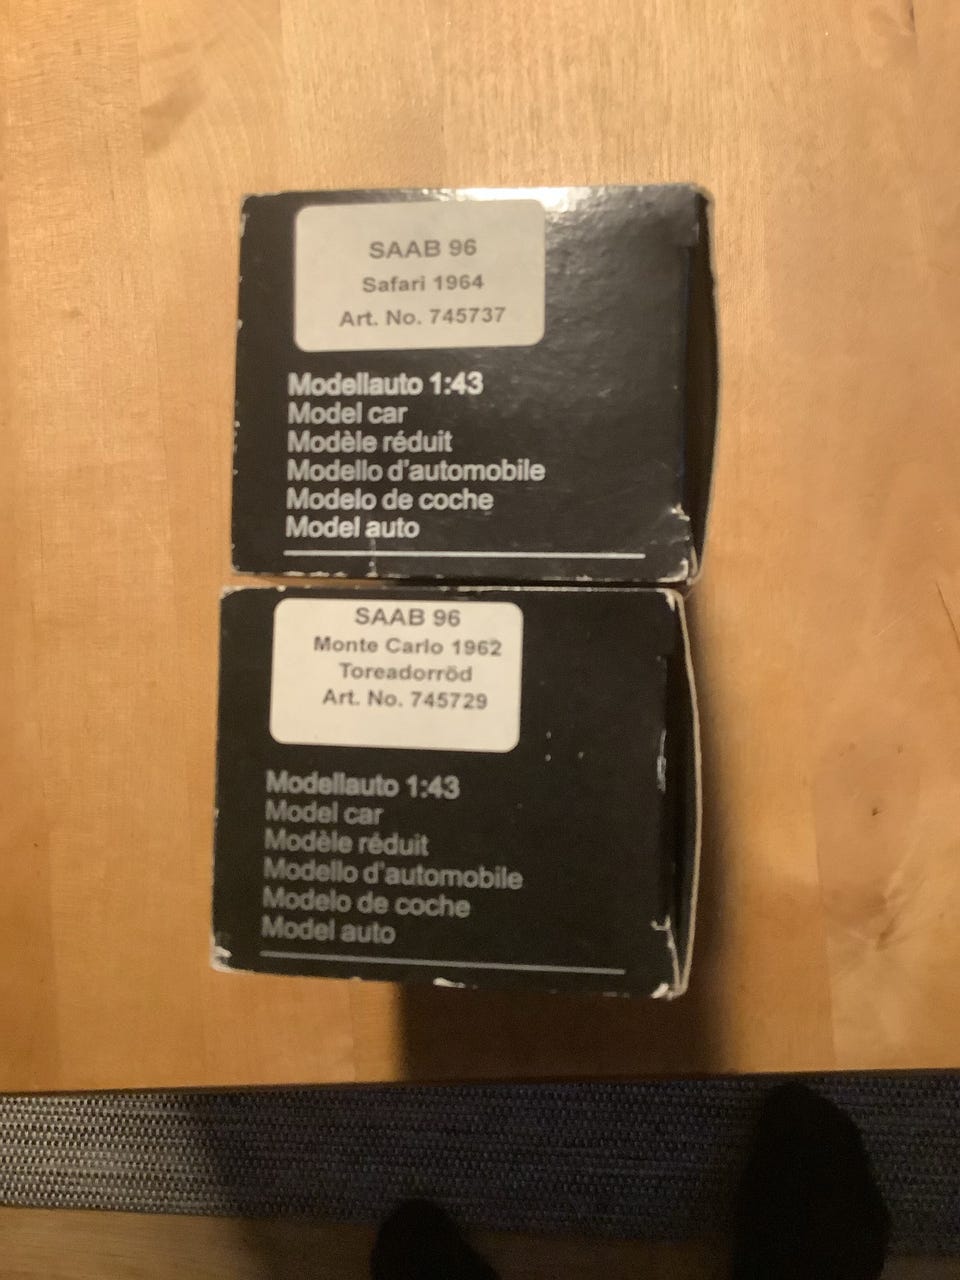 SAAB 96
Safari 1964
Art. No. 745737
Modellauto 1:43
Model car
Modèle réduit
Modello d'automobile
Modelo de coche
Model auto
SAAB 96
Monte Carlo 1962
Toreadorröd
Art. No. 745729
Modellauto 1:43
Model car
Modèle réduit
Modello d'automobile
Modelo de coche
Model auto